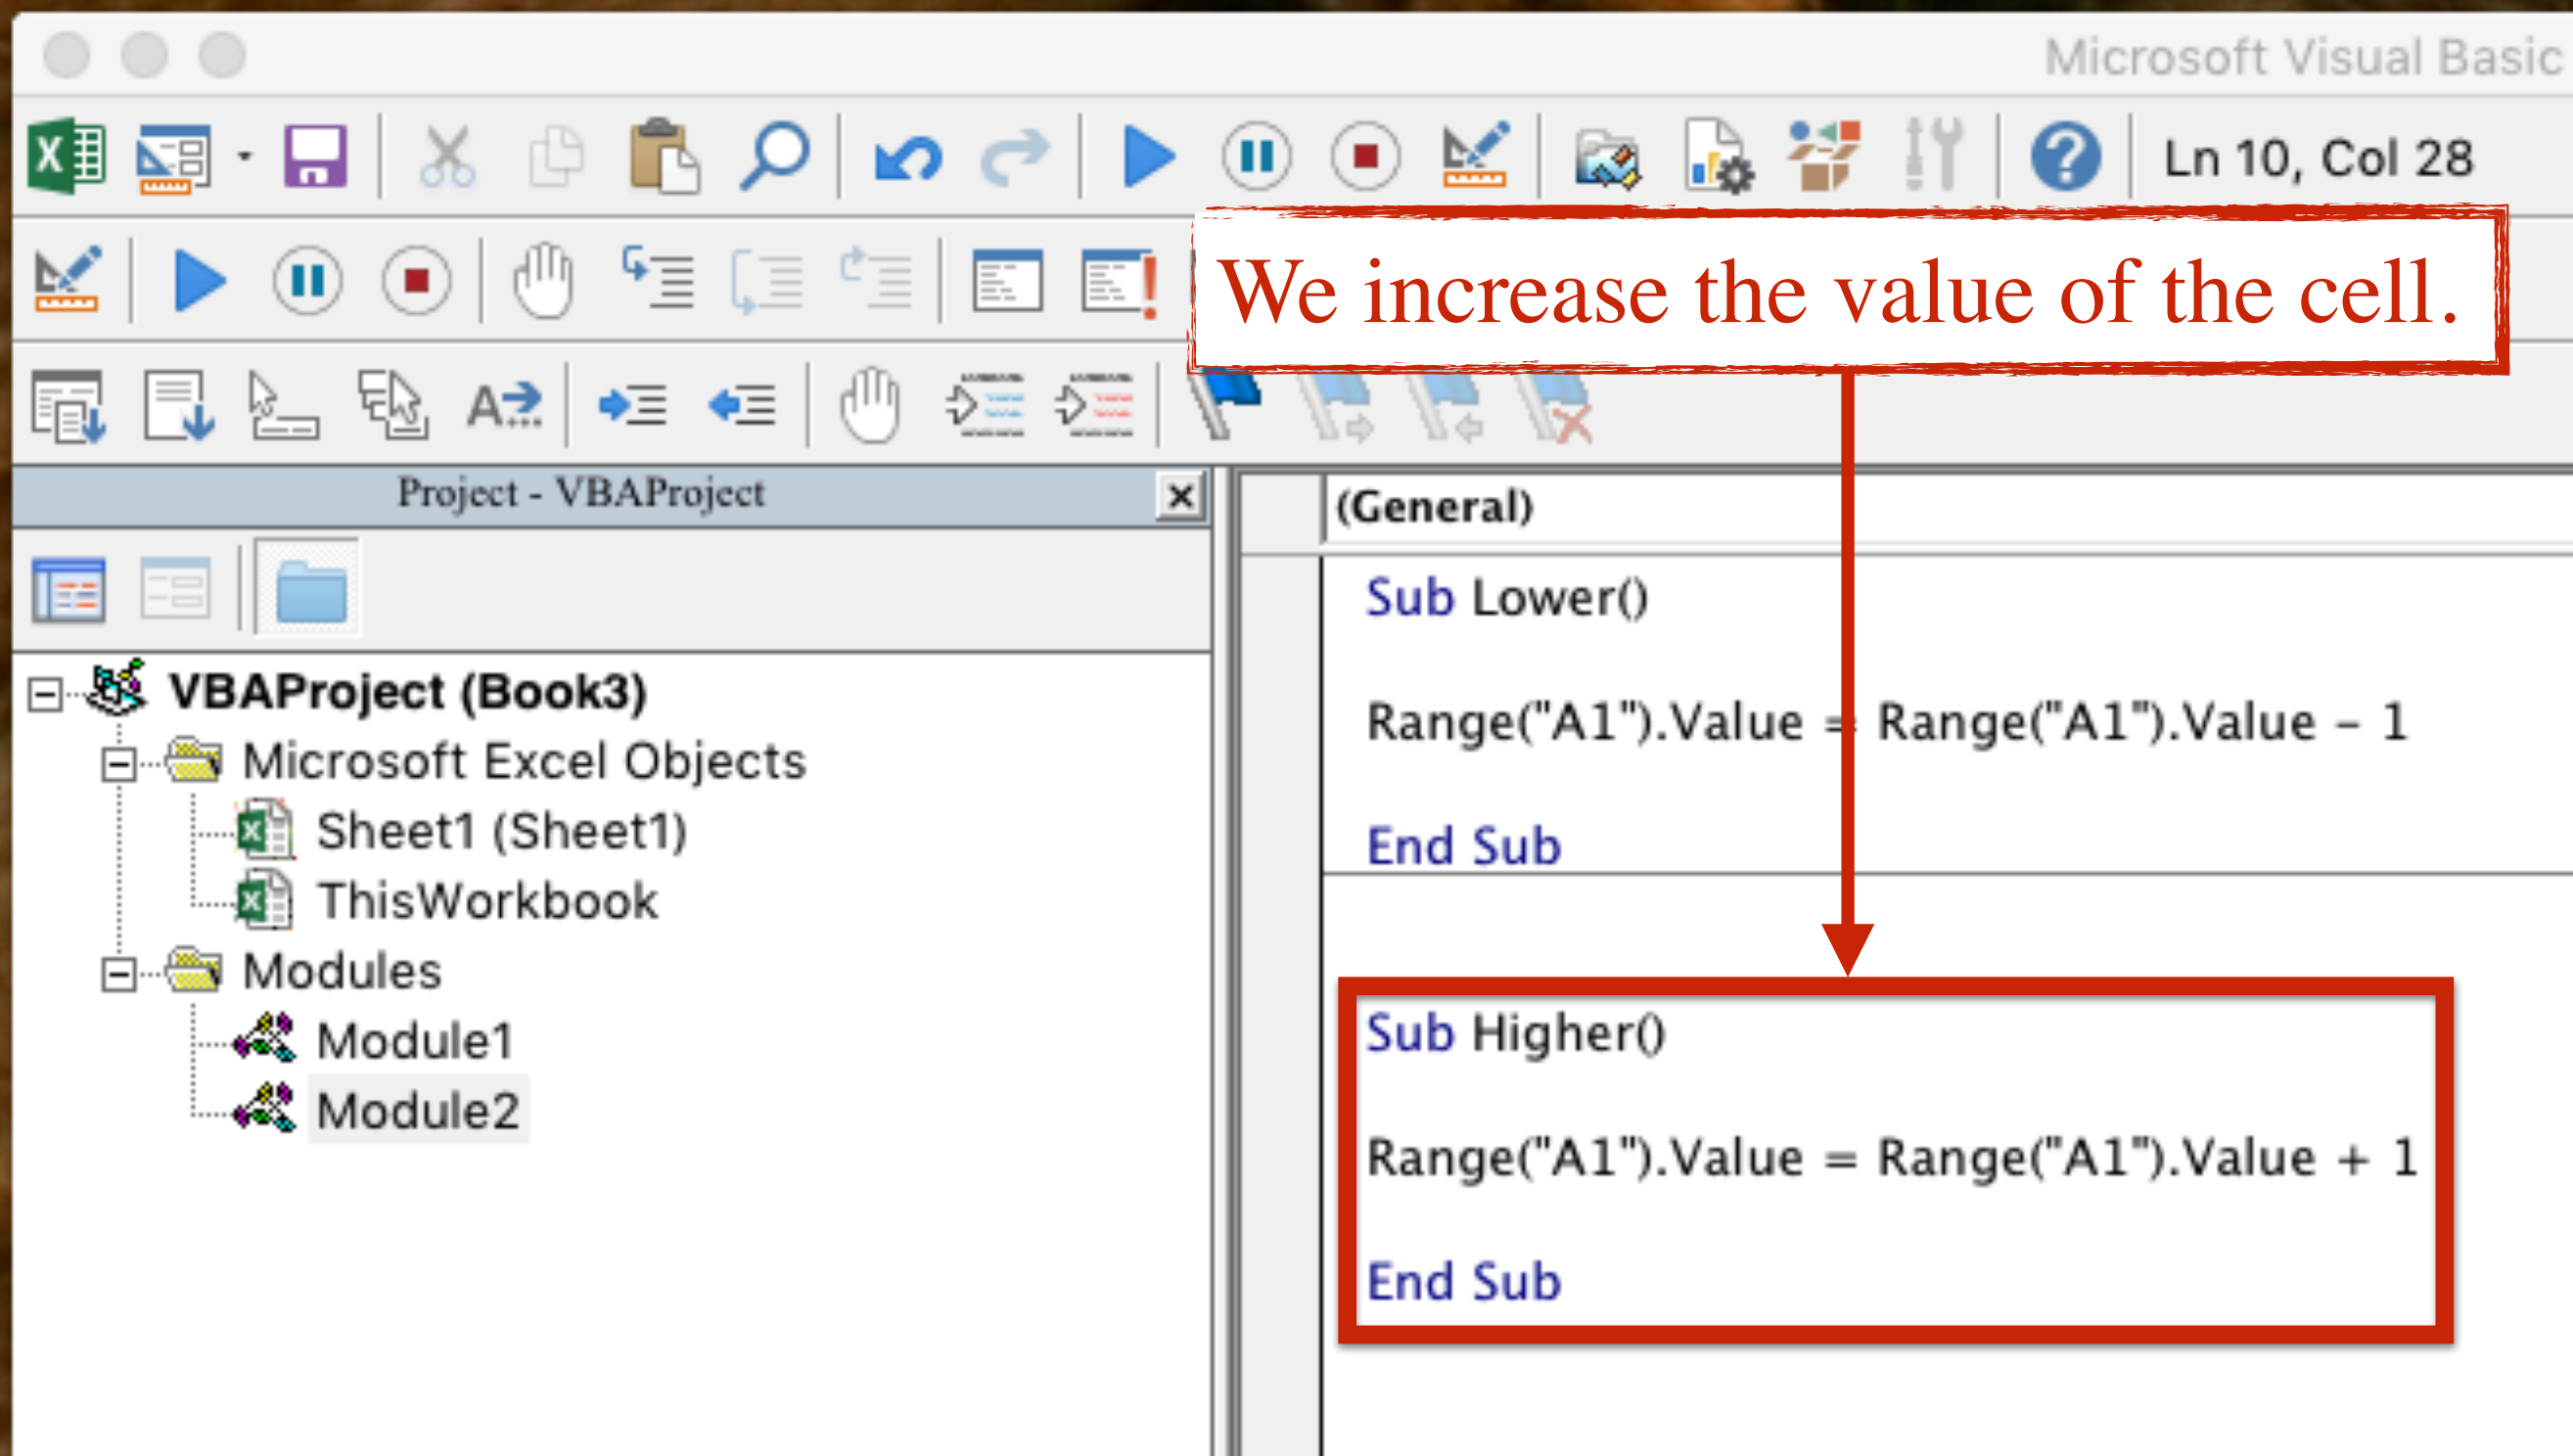 Microsoft Visual Basic
Ln 10, Col 28
We increase the value of the cell.
Project - VBAProject
(General)
VBAProject (Book3)
Microsoft Excel Objects
Sheet1 (Sheet1)
ThisWorkbook
Modules
Module1
Module2
Sub Lower()
Range("A1").Value = Range("A1").Value - 1
End Sub
Sub Higher()
Range("A1").Value = Range("A1").Value + 1
End Sub